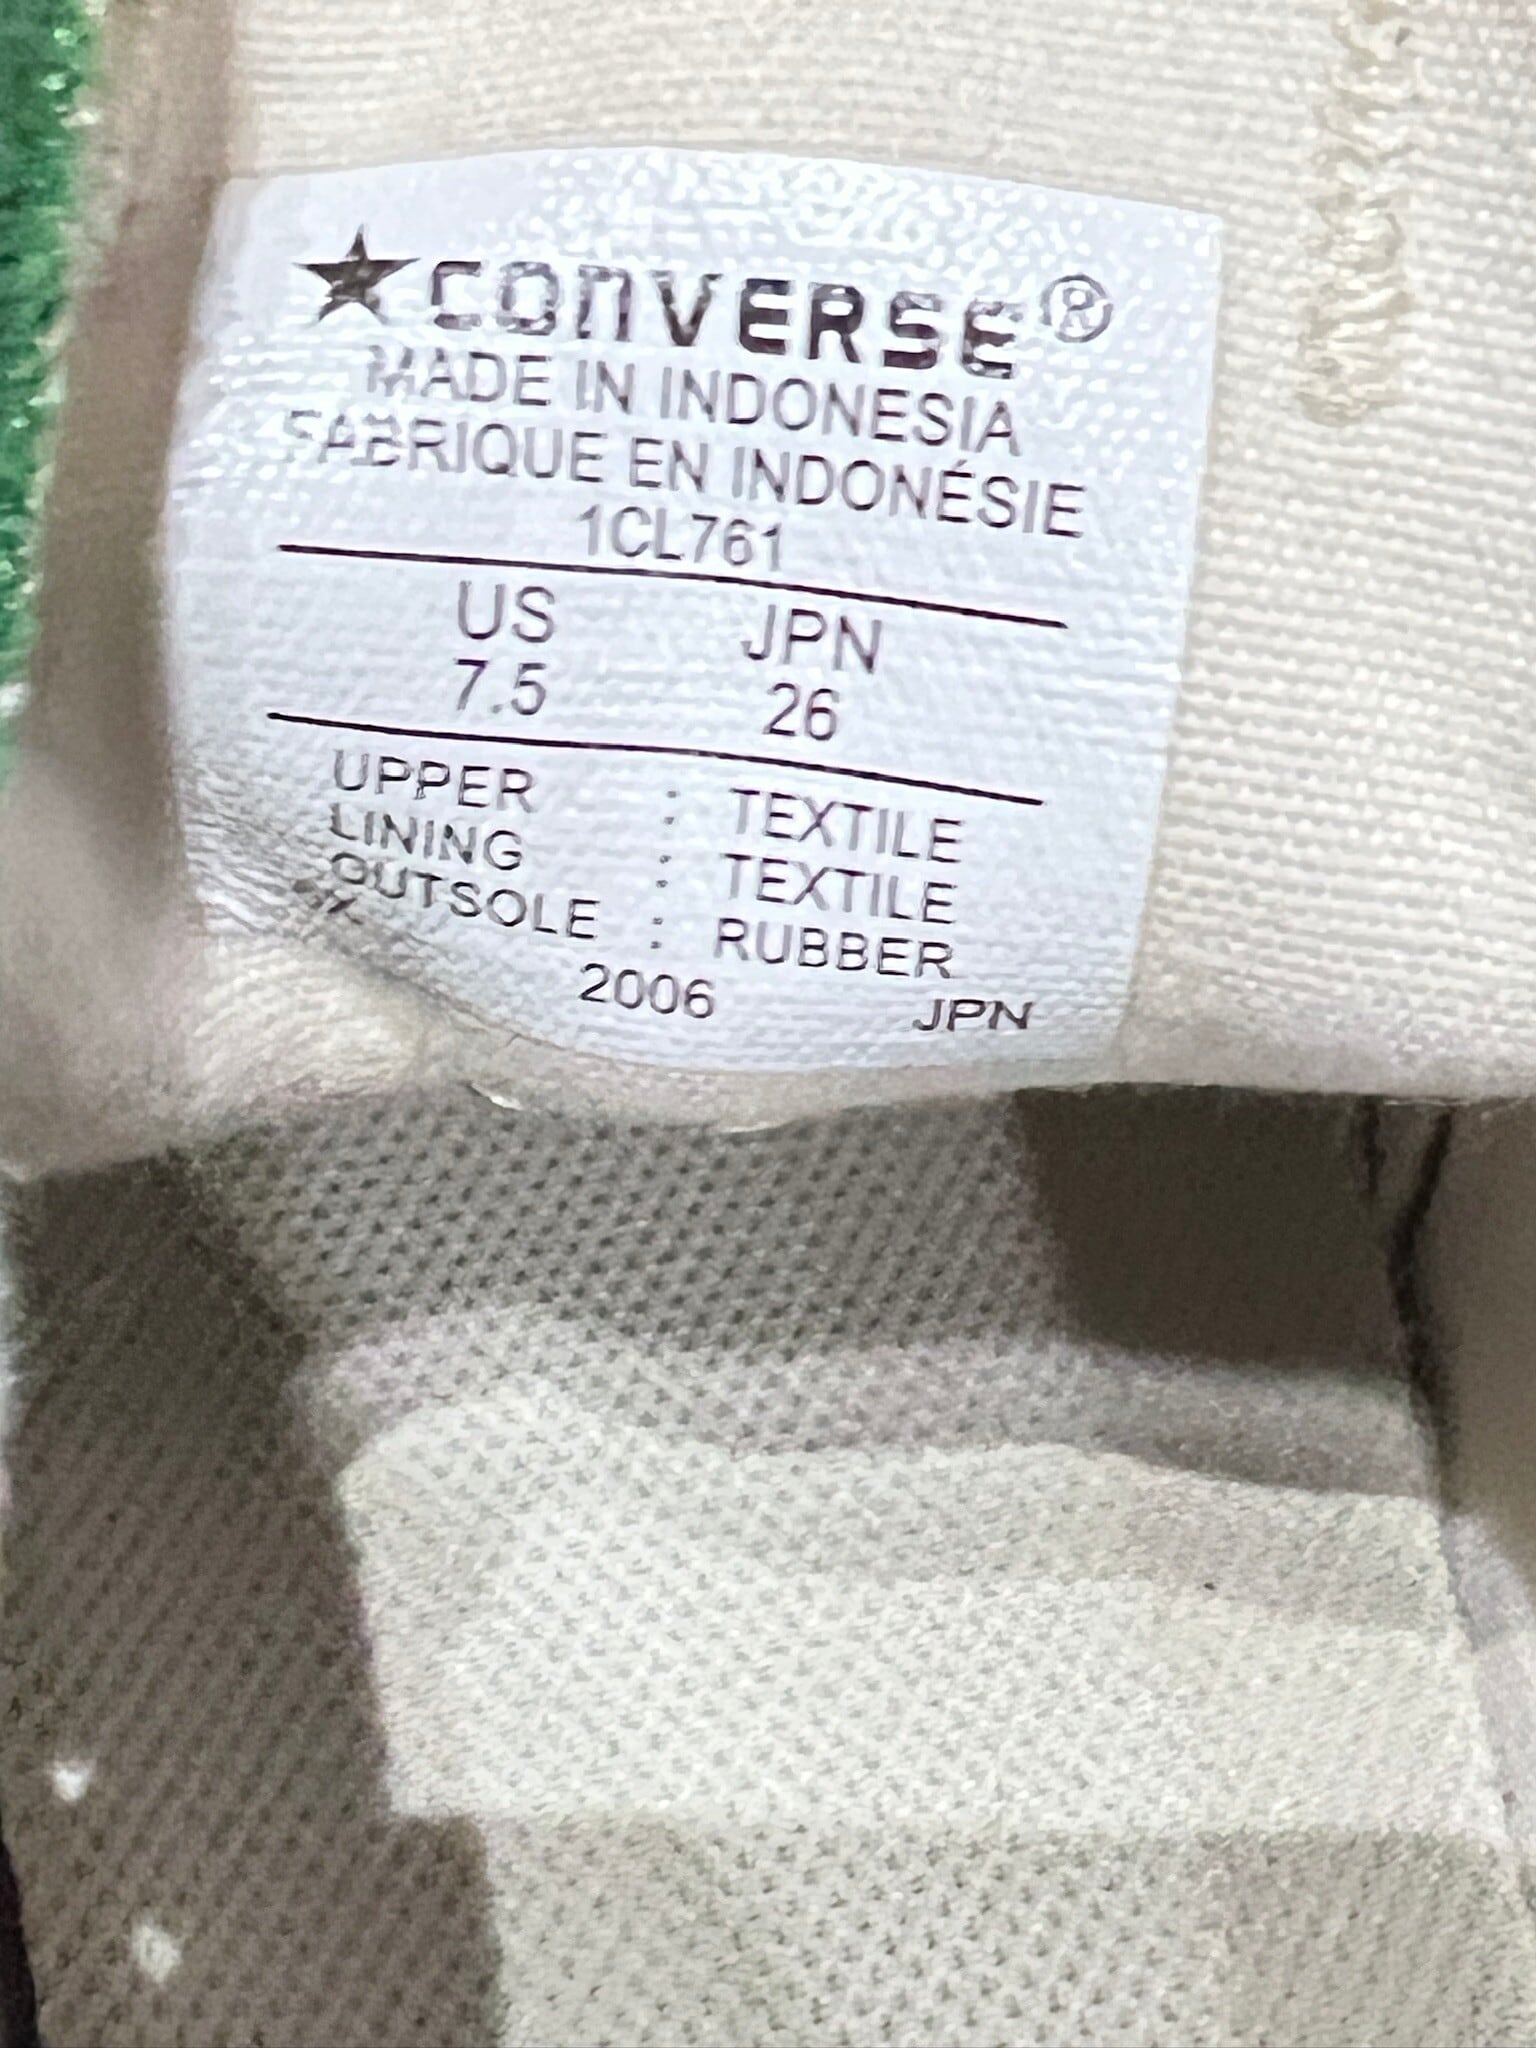 CONVERSE®
MADE IN INDONESIA
FABRIQUE EN INDONÉSIE
1CL761
US JPN
7.5 26
UPPER : TEXTILE
LINING : TEXTILE
OUTSOLE : RUBBER
2006 JPN